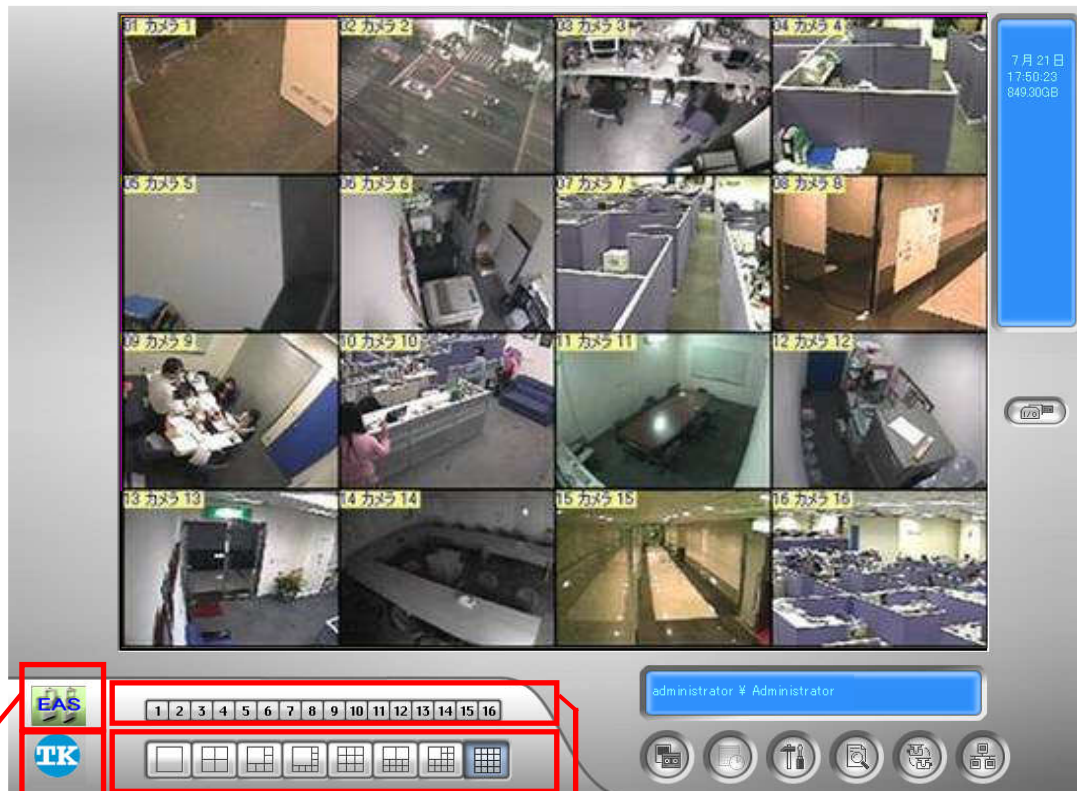 01 カメラ 1
02 カメラ 2
03 カメラ 3
04 カメラ 4
7月21日
17:50:23
849.30GB
05 カメラ 5
06 カメラ 6
07 カメラ 7
08 カメラ 8
09 カメラ 9
10 カメラ 10
11 カメラ 11
12 カメラ 12
I/O
13 カメラ 13
14 カメラ 14
15 カメラ 15
16 カメラ 16
EAS
1 2 3 4 5 6 7 8 9 10 11 12 13 14 15 16
administrator ¥ Administrator
TK